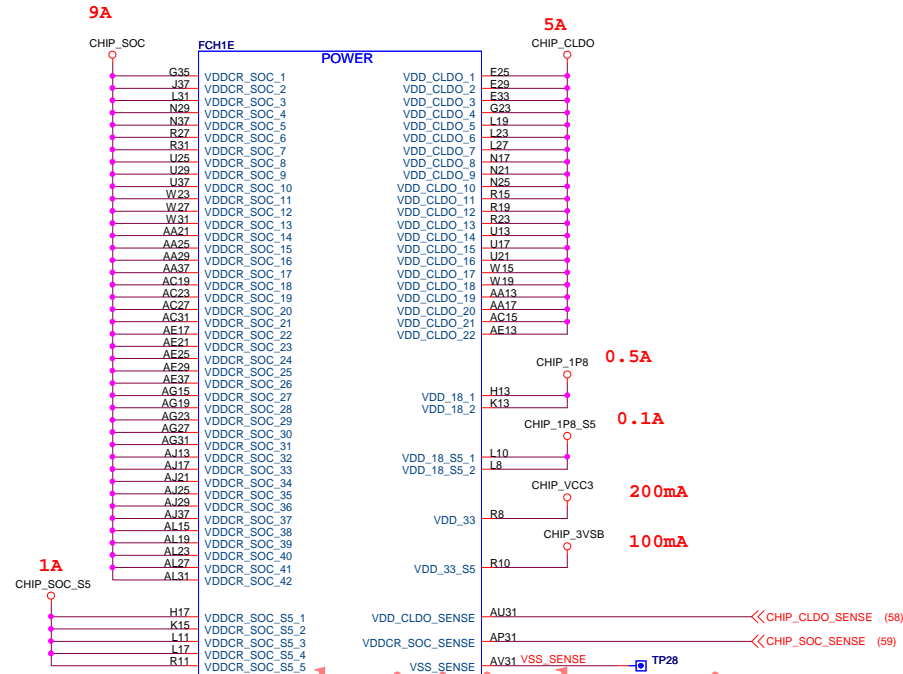 9A
5A
CHIP_SOC
CHIP_CLDO
FCH1E
POWER
G35 VDDCR_SOC_1 VDD_CLDO_1 E25
J37 VDDCR_SOC_2 VDD_CLDO_2 E29
L31 VDDCR_SOC_3 VDD_CLDO_3 E33
N29 VDDCR_SOC_4 VDD_CLDO_4 G23
N37 VDDCR_SOC_5 VDD_CLDO_5 L19
R27 VDDCR_SOC_6 VDD_CLDO_6 L23
R31 VDDCR_SOC_7 VDD_CLDO_7 L27
U25 VDDCR_SOC_8 VDD_CLDO_8 N17
U29 VDDCR_SOC_9 VDD_CLDO_9 N21
U37 VDDCR_SOC_10 VDD_CLDO_10 N25
W23 VDDCR_SOC_11 VDD_CLDO_11 R15
W27 VDDCR_SOC_12 VDD_CLDO_12 R19
W31 VDDCR_SOC_13 VDD_CLDO_13 R23
AA21 VDDCR_SOC_14 VDD_CLDO_14 U13
AA25 VDDCR_SOC_15 VDD_CLDO_15 U17
AA29 VDDCR_SOC_16 VDD_CLDO_16 U21
AA37 VDDCR_SOC_17 VDD_CLDO_17 W15
AC19 VDDCR_SOC_18 VDD_CLDO_18 W19
AC23 VDDCR_SOC_19 VDD_CLDO_19 AA13
AC27 VDDCR_SOC_20 VDD_CLDO_20 AA17
AC31 VDDCR_SOC_21 VDD_CLDO_21 AC15
AE17 VDDCR_SOC_22 VDD_CLDO_22 AE13
AE21 VDDCR_SOC_23
AE25 VDDCR_SOC_24
CHIP_1P8 0.5A
AE29 VDDCR_SOC_25
AE37 VDDCR_SOC_26
AG15 VDDCR_SOC_27 VDD_18_1 H13
AG19 VDDCR_SOC_28 VDD_18_2 K13
AG23 VDDCR_SOC_29
CHIP_1P8_S5 0.1A
AG27 VDDCR_SOC_30
AG31 VDDCR_SOC_31
AJ13 VDDCR_SOC_32 VDD_18_S5_1 L10
AJ17 VDDCR_SOC_33 VDD_18_S5_2 L8
AJ21 VDDCR_SOC_34
CHIP_VCC3 200mA
AJ25 VDDCR_SOC_35
AJ29 VDDCR_SOC_36
AJ37 VDDCR_SOC_37 VDD_33 R8
AL15 VDDCR_SOC_38
CHIP_3VSB 100mA
AL19 VDDCR_SOC_39
AL23 VDDCR_SOC_40
AL27 VDDCR_SOC_41 VDD_33_S5 R10
AL31 VDDCR_SOC_42
1A
CHIP_SOC_S5
H17 VDDCR_SOC_S5_1 VDD_CLDO_SENSE AU31 CHIP_CLDO_SENSE (58)
K15 VDDCR_SOC_S5_2
L11 VDDCR_SOC_S5_3 VDDCR_SOC_SENSE AP31 CHIP_SOC_SENSE (59)
L17 VDDCR_SOC_S5_4
R11 VDDCR_SOC_S5_5 VSS_SENSE AV31 VSS_SENSE TP28